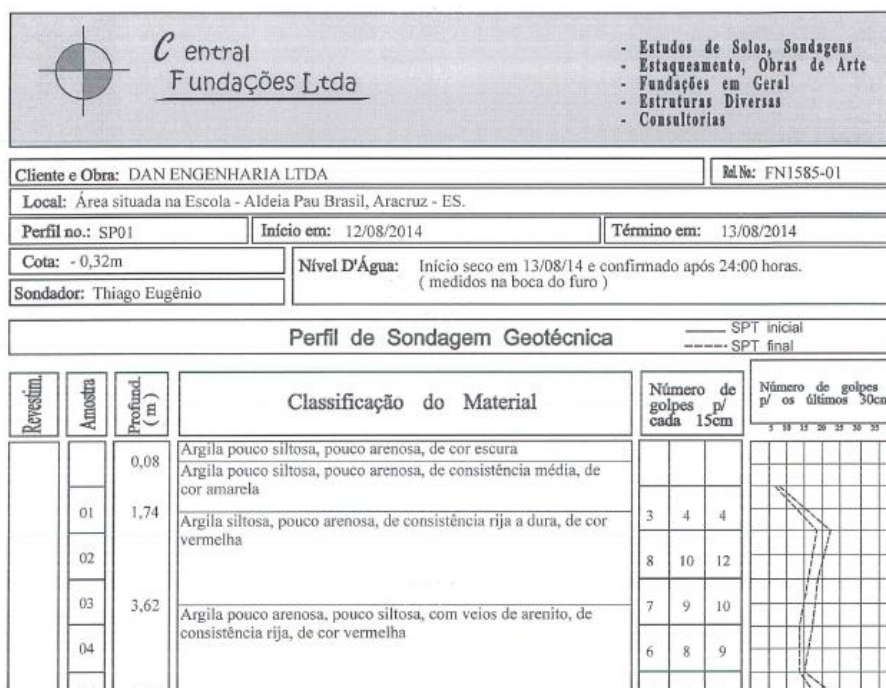 Central
Fundações Ltda
- Estudos de Solos, Sondagens
- Estaqueamento, Obras de Arte
- Fundações em Geral
- Estruturas Diversas
- Consultorias
Cliente e Obra: DAN ENGENHARIA LTDA
Rel. No: FN1585-01
Local: Área situada na Escola - Aldeia Pau Brasil, Aracruz - ES.
Perfil no.: SP01
Início em: 12/08/2014
Término em: 13/08/2014
Cota: - 0,32m
Nível D'Água: Início seco em 13/08/14 e confirmado após 24:00 horas.
( medidos na boca do furo )
Sondador: Thiago Eugênio
Perfil de Sondagem Geotécnica
SPT inicial
SPT final
Revestim.
Amostra
Profund.
( m )
Classificação do Material
Número de
golpes p/
cada 15cm
Número de golpes
p/ os últimos 30cm
5 10 15 20 25 30 35
Argila pouco siltosa, pouco arenosa, de cor escura
0,08
Argila pouco siltosa, pouco arenosa, de consistência média, de
cor amarela
01 1,74 3 4 4
Argila siltosa, pouco arenosa, de consistência rija a dura, de cor
vermelha
02 8 10 12
03 3,62 7 9 10
Argila pouco arenosa, pouco siltosa, com veios de arenito, de
consistência rija, de cor vermelha
04 6 8 9